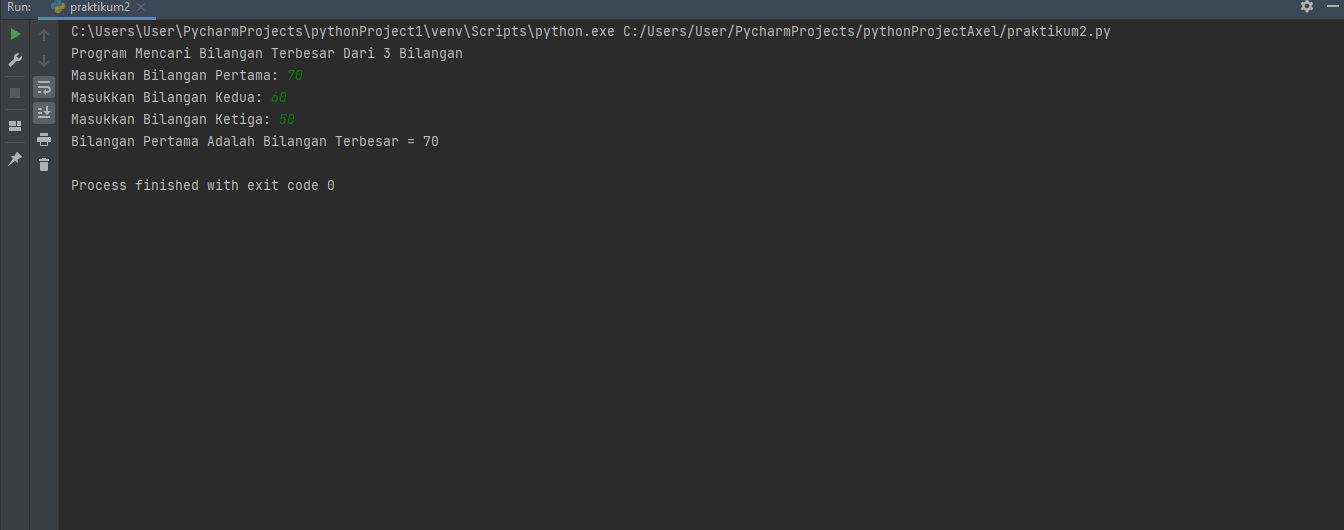 Run: praktikum2
C:\Users\User\PycharmProjects\pythonProject1\venv\Scripts\python.exe C:/Users/User/PycharmProjects/pythonProjectAxel/praktikum2.py
Program Mencari Bilangan Terbesar Dari 3 Bilangan
Masukkan Bilangan Pertama: 70
Masukkan Bilangan Kedua: 60
Masukkan Bilangan Ketiga: 50
Bilangan Pertama Adalah Bilangan Terbesar = 70
Process finished with exit code 0